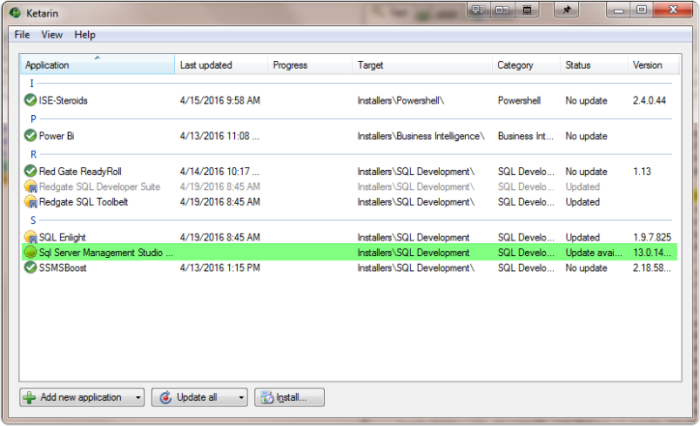 Ketarin
File View Help
Application Last updated Progress Target Category Status Version
I
ISE-Steroids 4/15/2016 9:58 AM Installers\Powershell\ Powershell No update 2.4.0.44
P
Power Bi 4/13/2016 11:08 ... Installers\Business Intelligence\ Business Int... No update
R
Red Gate ReadyRoll 4/14/2016 10:17 ... Installers\SQL Development\ SQL Develo... No update 1.13
Redgate SQL Developer Suite 4/19/2016 8:45 AM Installers\SQL Development\ SQL Develo... Updated
Redgate SQL Toolbelt 4/19/2016 8:45 AM Installers\SQL Development\ SQL Develo... Updated
S
SQL Enlight 4/19/2016 8:45 AM Installers\SQL Development SQL Develo... Updated 1.9.7.825
Sql Server Management Studio ... Installers\SQL Development SQL Develo... Update avai... 13.0.14...
SSMSBoost 4/13/2016 1:15 PM Installers\SQL Development\ SQL Develo... No update 2.18.58...
Add new application Update all Install...